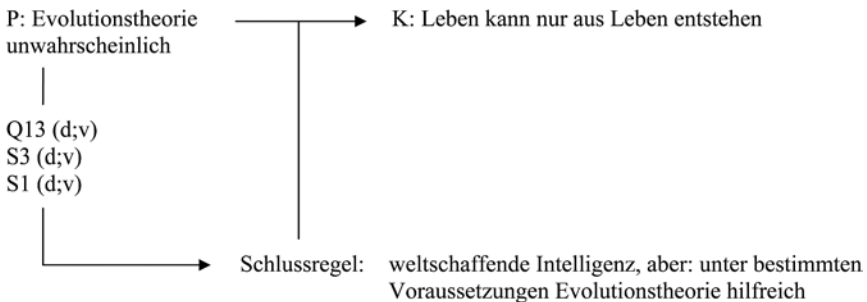 P: Evolutionstheorie
unwahrscheinlich
K: Leben kann nur aus Leben entstehen
Q13 (d;v)
S3 (d;v)
S1 (d;v)
Schlussregel: weltschaffende Intelligenz, aber: unter bestimmten
Voraussetzungen Evolutionstheorie hilfreich